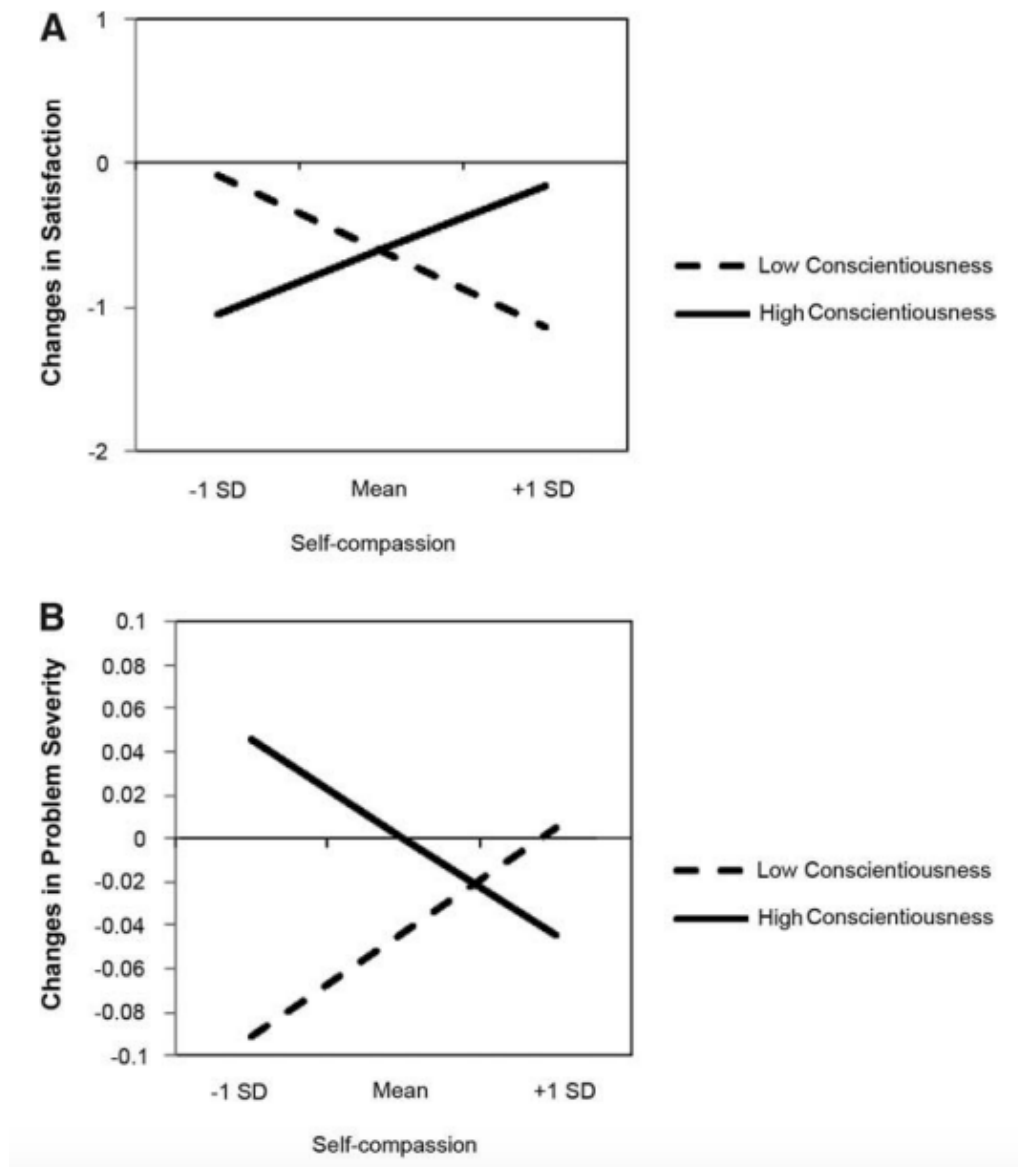 A
1
0
-1
-2
Changes in Satisfaction
-1 SD Mean +1 SD
Self-compassion
Low Conscientiousness
High Conscientiousness
B
0.1
0.08
0.06
0.04
0.02
0
-0.02
-0.04
-0.06
-0.08
-0.1
Changes in Problem Severity
-1 SD Mean +1 SD
Self-compassion
Low Conscientiousness
High Conscientiousness